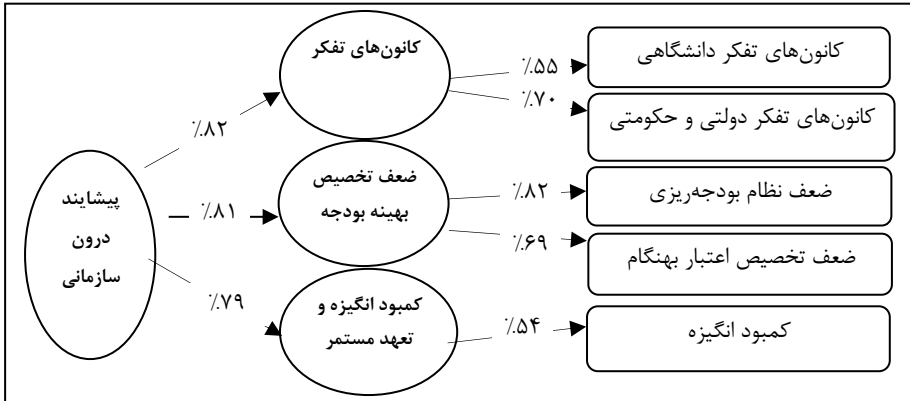 پیشایند
درون
سازمانی
٪۸۲
٪۸۱
٪۷۹
کانون‌های تفکر
ضعف تخصیص
بهینه بودجه
کمبود انگیزه و
تعهد مستمر
٪۵۵
٪۷۰
٪۸۲
٪۶۹
٪۵۴
کانون‌های تفکر دانشگاهی
کانون‌های تفکر دولتی و حکومتی
ضعف نظام بودجه‌ریزی
ضعف تخصیص اعتبار بهنگام
کمبود انگیزه